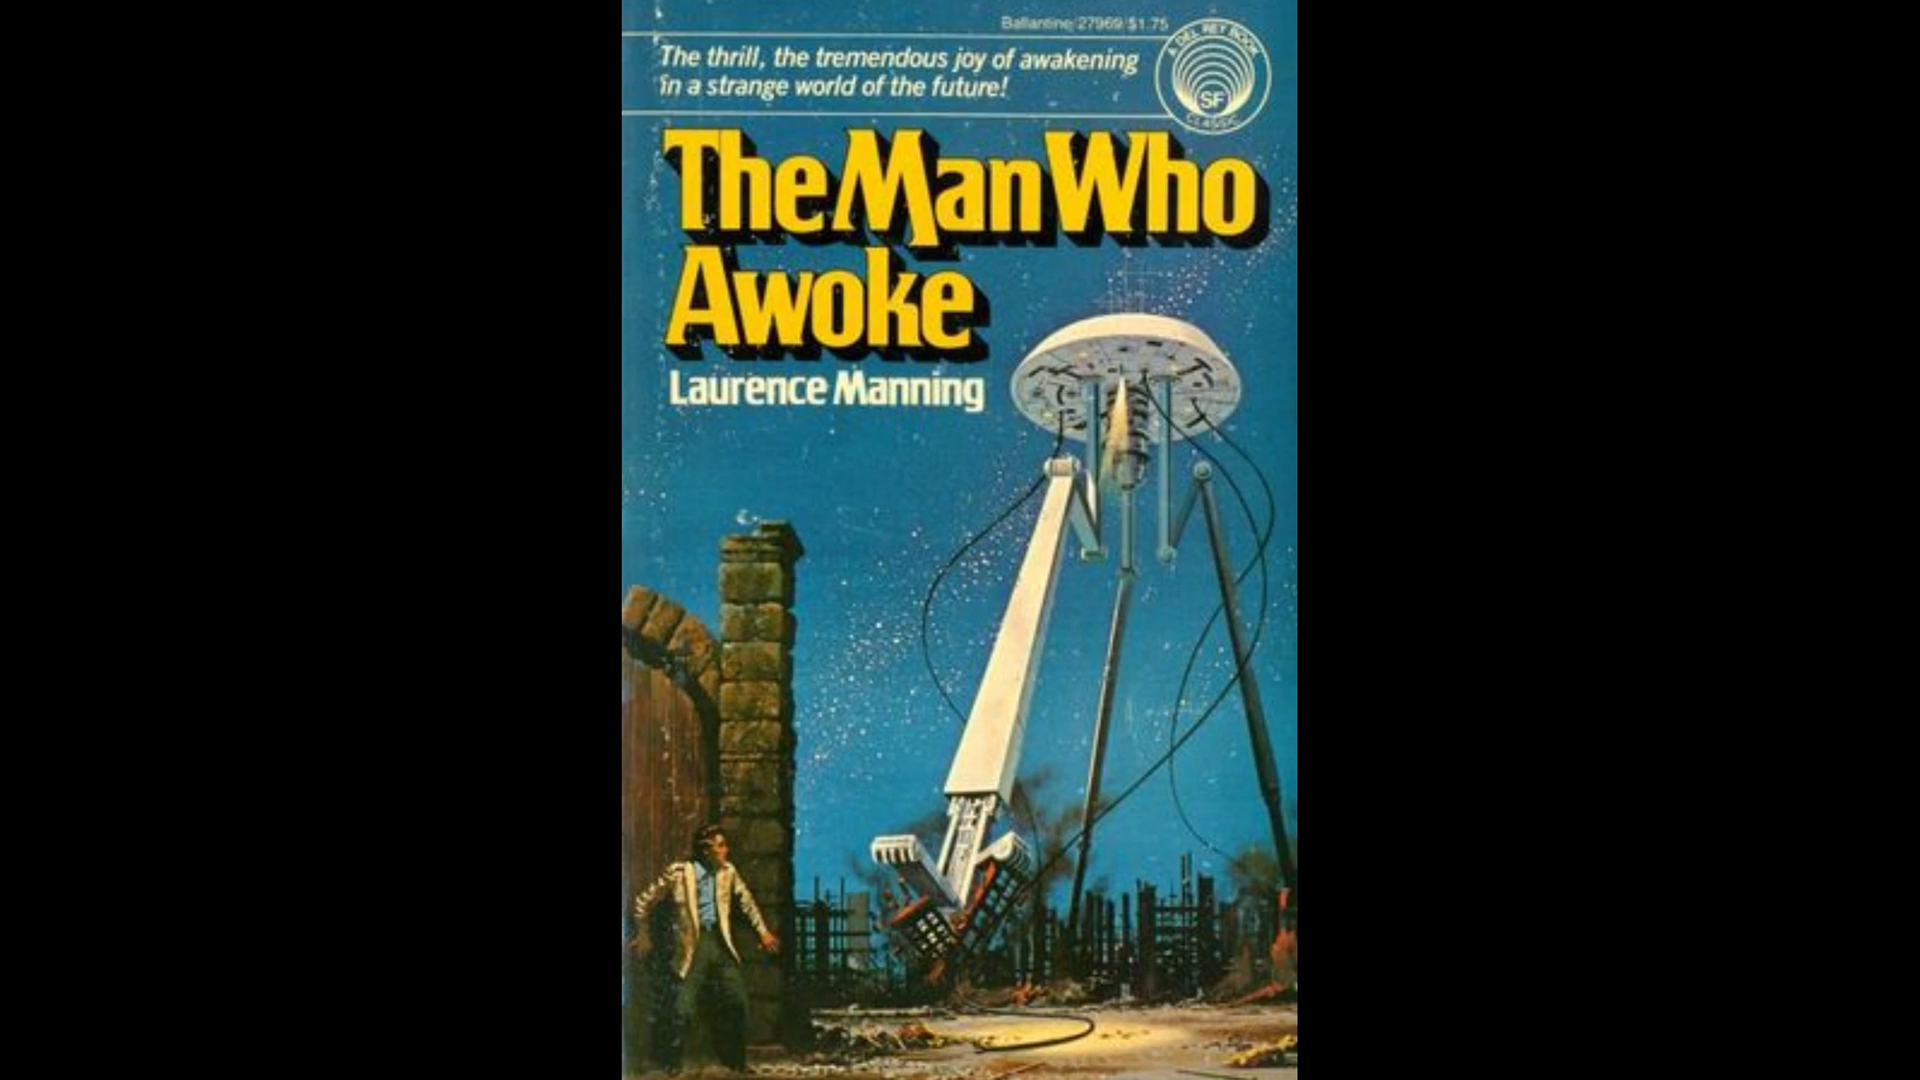 Ballantine/27969/$1.75
The thrill, the tremendous joy of awakening
in a strange world of the future!
A DEL REY BOOK
SF
CLASSIC
The Man Who
Awoke
Laurence Manning